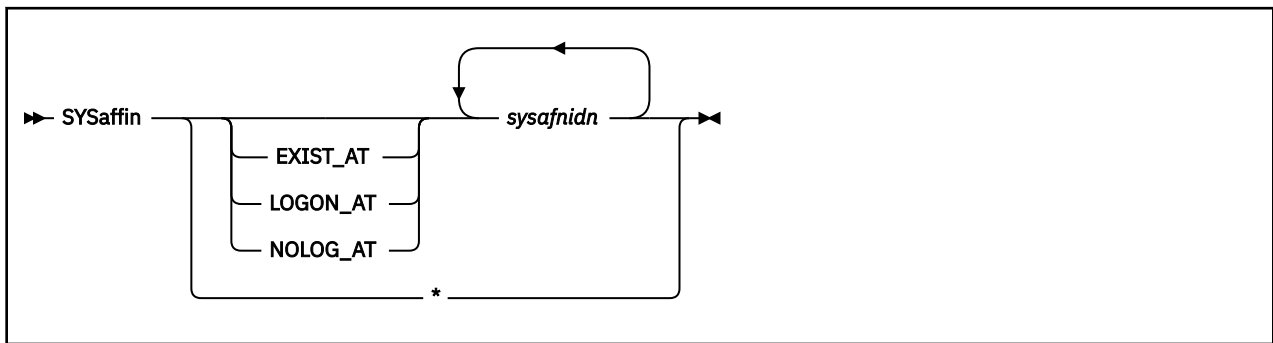 SYSaffin
sysafnidn
EXIST_AT
LOGON_AT
NOLOG_AT
*